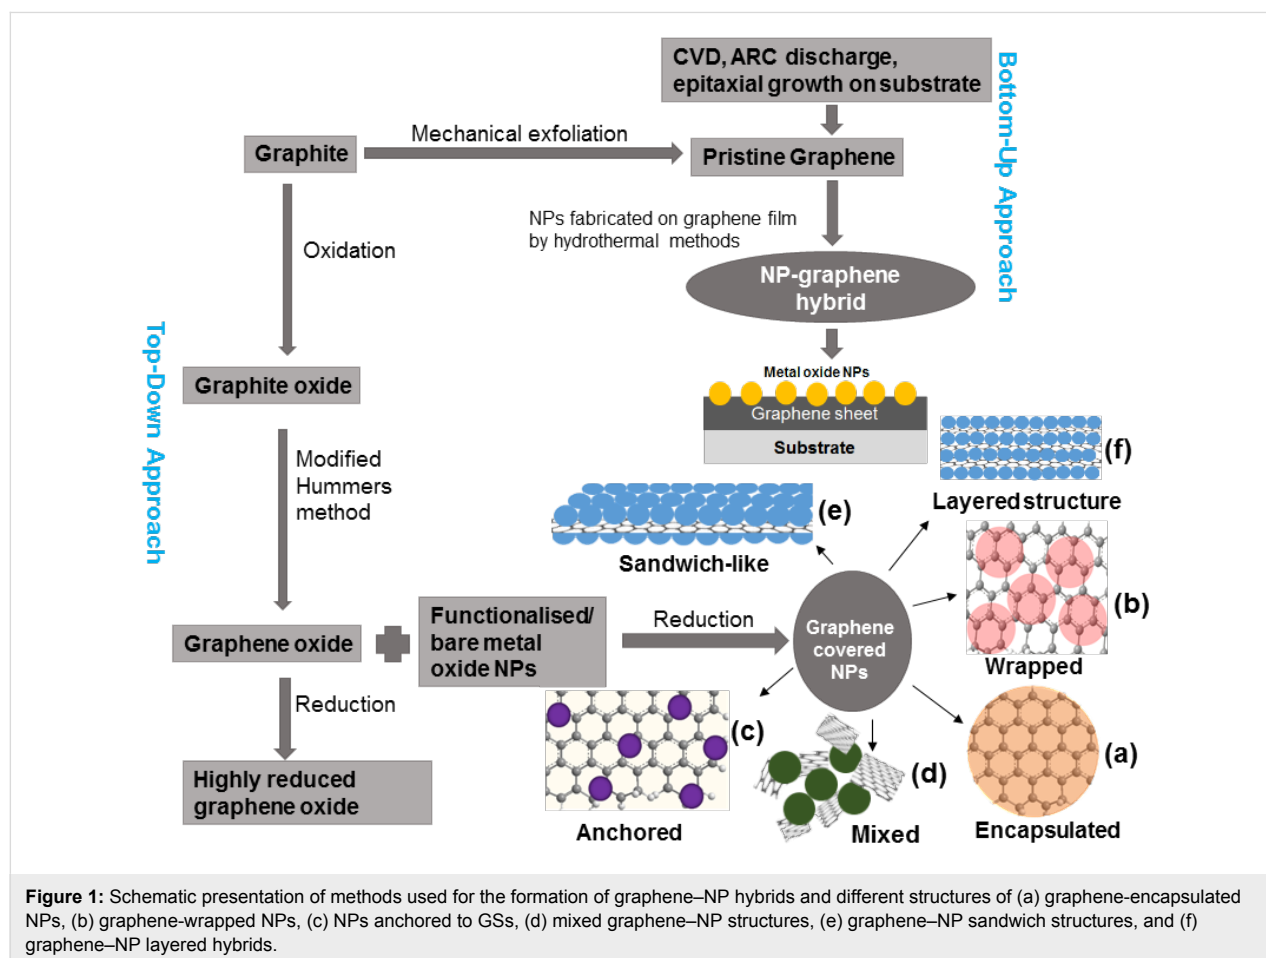 CVD, ARC discharge,
epitaxial growth on substrate
Bottom-Up Approach
Mechanical exfoliation
Graphite
Pristine Graphene
NPs fabricated on graphene film
by hydrothermal methods
Oxidation
NP-graphene
hybrid
Top-Down Approach
Graphite oxide
Metal oxide NPs
Graphene sheet
Substrate
(f)
Layered structure
Modified
Hummers
method
(e)
Sandwich-like
(b)
Wrapped
Graphene oxide
Functionalised/
bare metal
oxide NPs
Reduction
Graphene
covered
NPs
Reduction
(c)
Anchored
(d)
Mixed
(a)
Encapsulated
Highly reduced
graphene oxide
Figure 1: Schematic presentation of methods used for the formation of graphene–NP hybrids and different structures of (a) graphene-encapsulated
NPs, (b) graphene-wrapped NPs, (c) NPs anchored to GSs, (d) mixed graphene–NP structures, (e) graphene–NP sandwich structures, and (f)
graphene–NP layered hybrids.